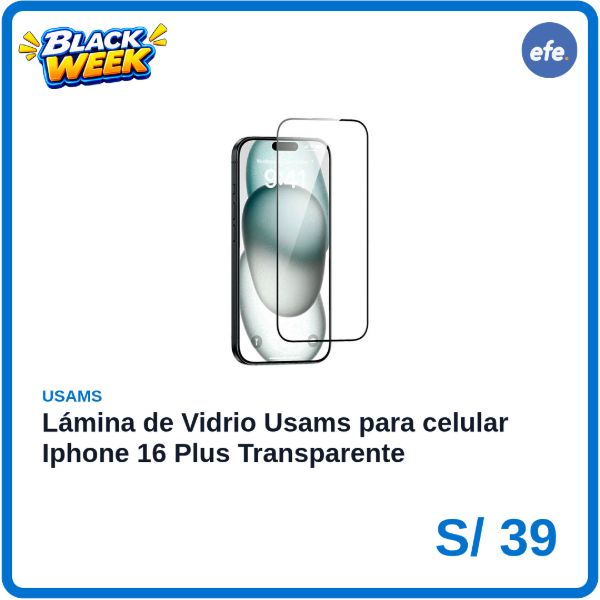 BLACK
WEEK
efe.
9:41
USAMS
Lámina de Vidrio Usams para celular
Iphone 16 Plus Transparente
S/ 39